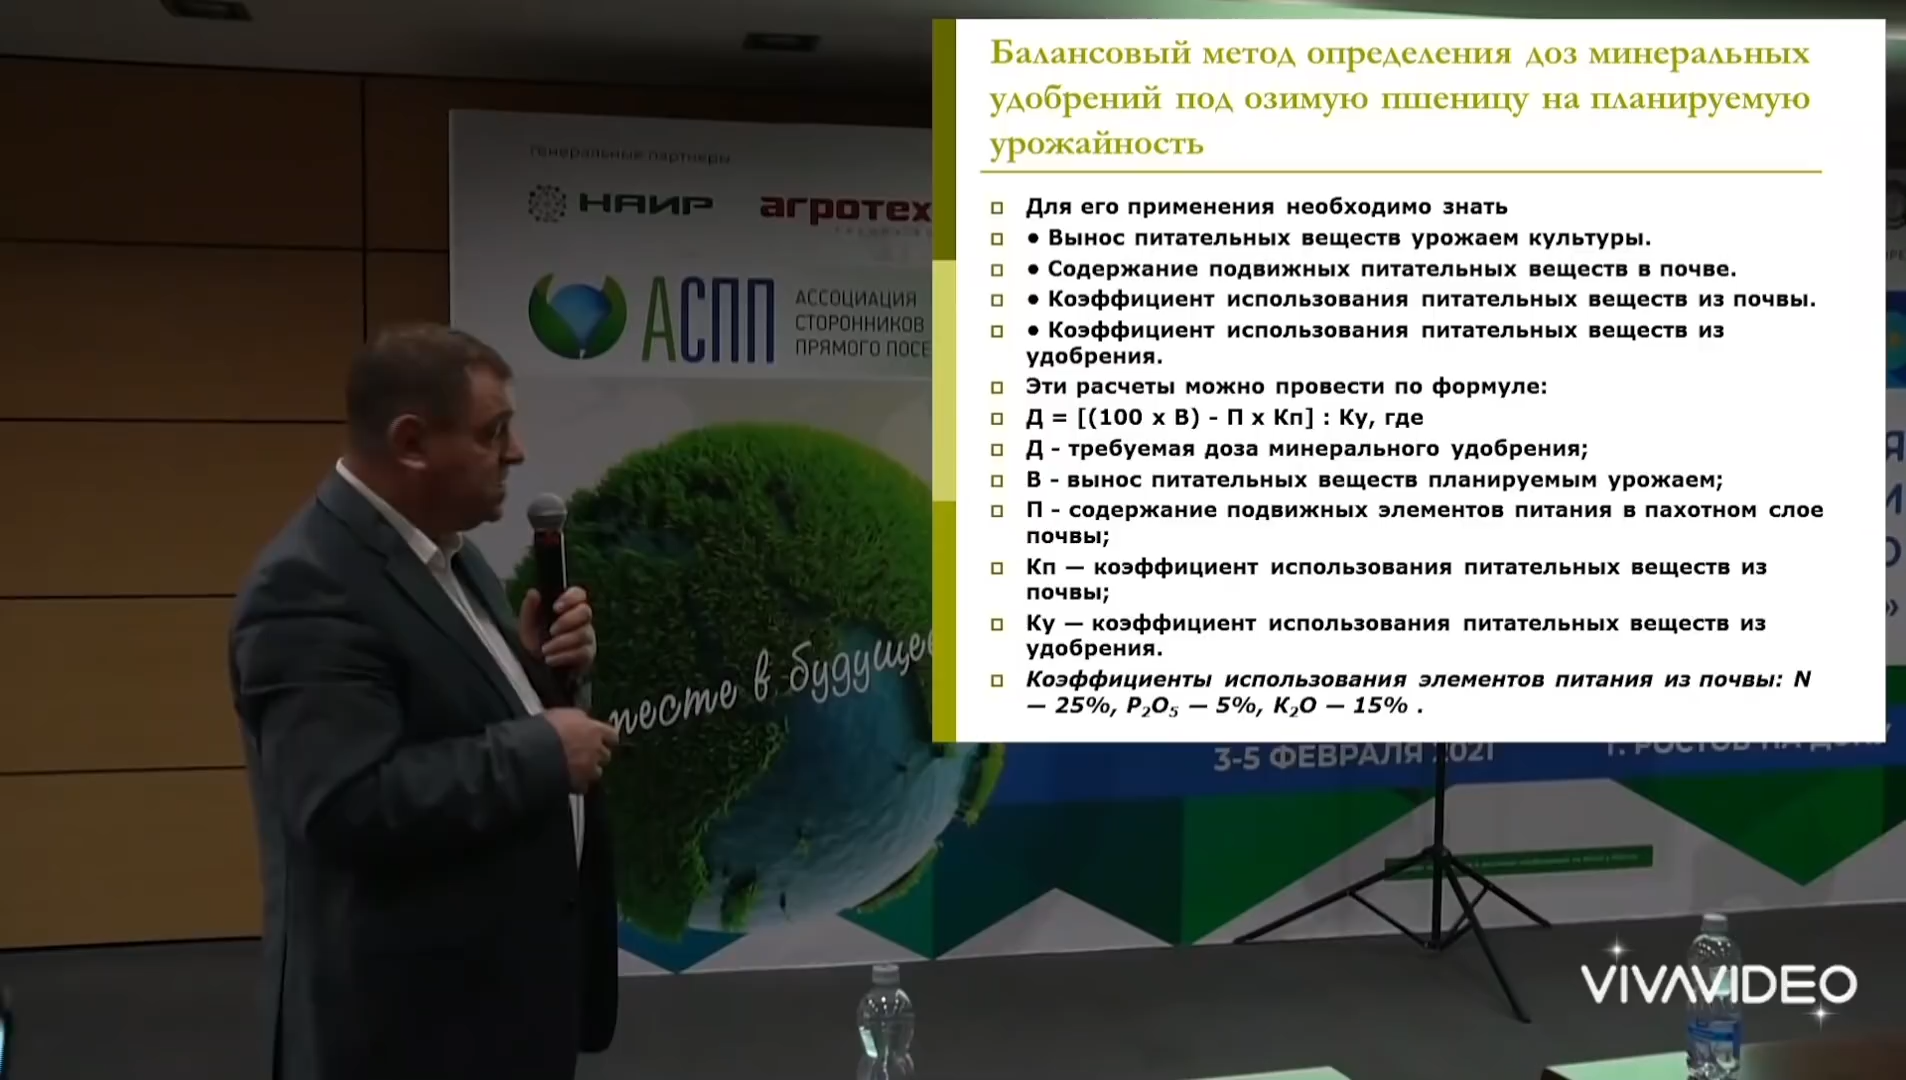 Генеральные партнеры
НАИР агротех
АСПП
АССОЦИАЦИЯ
СТОРОННИКОВ
ПРЯМОГО
в будущее
3-5 ФЕВРАЛЯ 2021
Балансовый метод определения доз минеральных
удобрений под озимую пшеницу на планируемую
урожайность
Для его применения необходимо знать
• Вынос питательных веществ урожаем культуры.
• Содержание подвижных питательных веществ в почве.
• Коэффициент использования питательных веществ из почвы.
• Коэффициент использования питательных веществ из
удобрения.
Эти расчеты можно провести по формуле:
Д = [(100 х В) - П х Кп] : Ку, где
Д - требуемая доза минерального удобрения;
В - вынос питательных веществ планируемым урожаем;
П - содержание подвижных элементов питания в пахотном слое
почвы;
Кп — коэффициент использования питательных веществ из
почвы;
Ку — коэффициент использования питательных веществ из
удобрения.
Коэффициенты использования элементов питания из почвы: N
— 25%, P₂O₅ — 5%, K₂O — 15% .
VIVAVIDEO